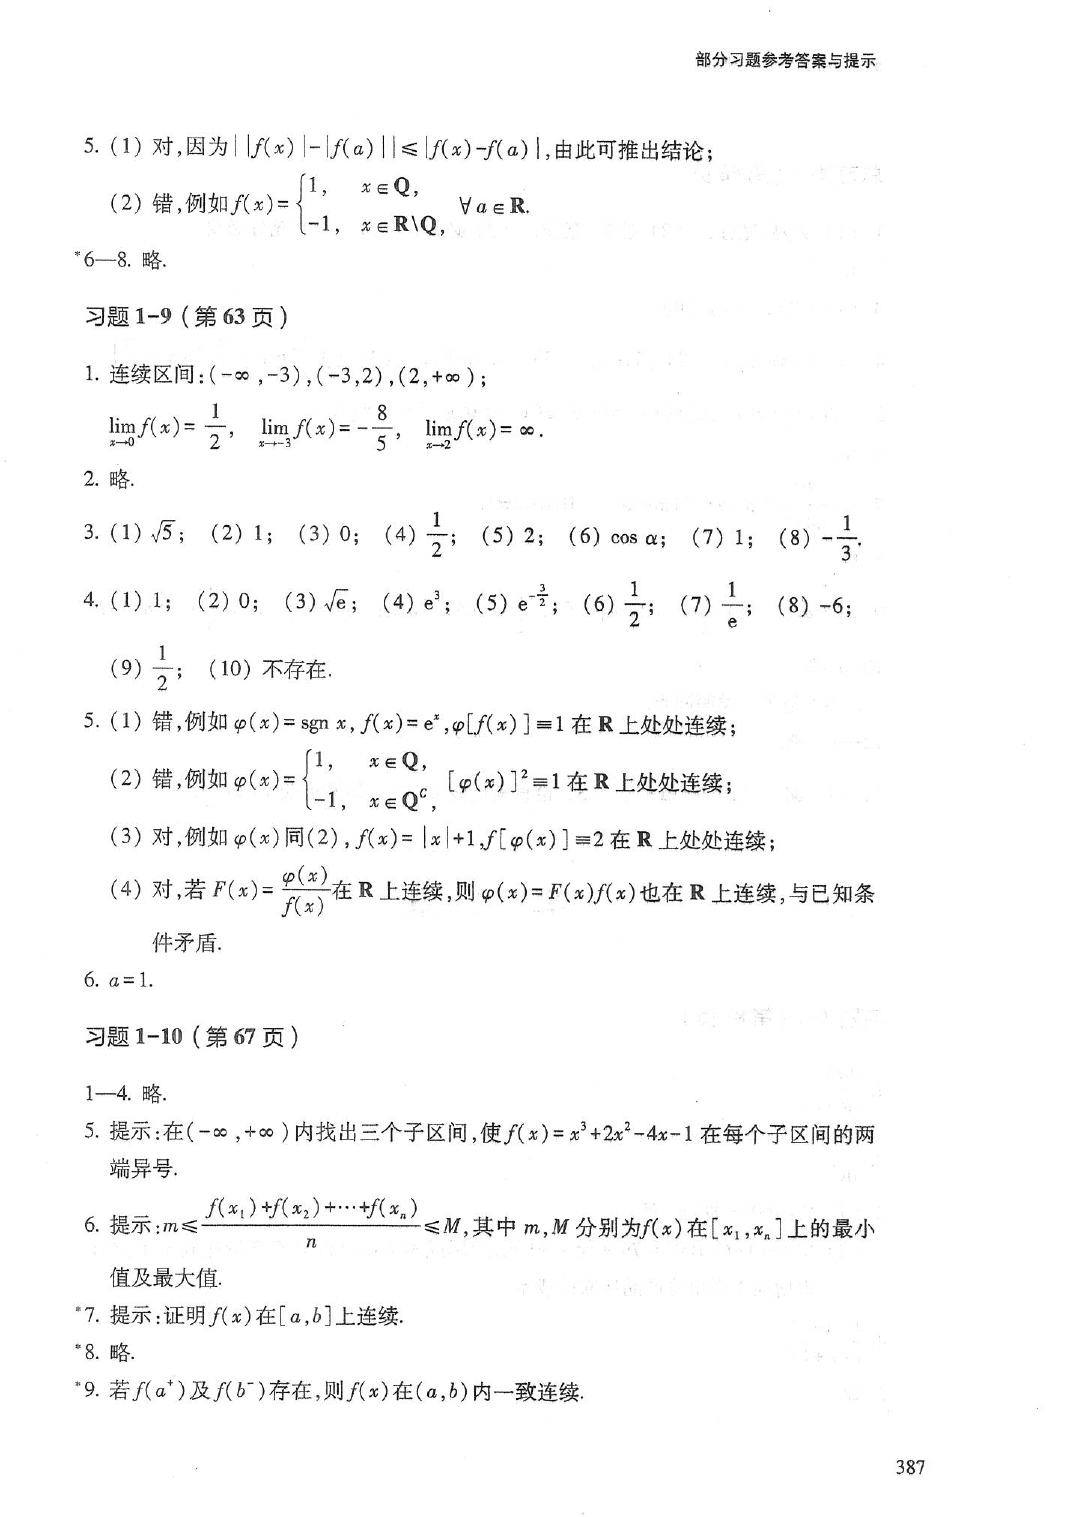 部分习题参考答案与提示
5. (1) 对,因为| |f(x)|-|f(a)| |≤|f(x)-f(a)|,由此可推出结论;
(2) 错,例如f(x)={1, x∈Q, -1, x∈R\Q, ∀a∈R.
*6—8. 略.
习题 1-9 ( 第 63 页 )
1. 连续区间:(-∞,-3),(-3,2),(2,+∞);
lim_{x→0} f(x)=1/2, lim_{x→-3} f(x)=-8/5, lim_{x→2} f(x)=∞.
2. 略.
3. (1) √5; (2) 1; (3) 0; (4) 1/2; (5) 2; (6) cos α; (7) 1; (8) -1/3.
4. (1) 1; (2) 0; (3) √e; (4) e³; (5) e^{-3/2}; (6) 1/2; (7) 1/e; (8) -6;
(9) 1/2; (10) 不存在.
5. (1) 错,例如 φ(x)=sgn x, f(x)=eˣ,φ[f(x)]≡1 在 R 上处处连续;
(2) 错,例如 φ(x)={1, x∈Q, -1, x∈Q^C, [φ(x)]²≡1 在 R 上处处连续;
(3) 对,例如 φ(x)同(2), f(x)=|x|+1,f[φ(x)]≡2 在 R 上处处连续;
(4) 对,若 F(x)=φ(x)/f(x)在 R 上连续,则 φ(x)=F(x)f(x)也在 R 上连续,与已知条
件矛盾.
6. a=1.
习题 1-10 ( 第 67 页 )
1—4. 略.
5. 提示:在(-∞,+∞)内找出三个子区间,使f(x)=x³+2x²-4x-1 在每个子区间的两
端异号.
6. 提示:m≤(f(x₁)+f(x₂)+⋯+f(xₙ))/n≤M,其中 m,M 分别为f(x)在[x₁,xₙ]上的最小
值及最大值.
*7. 提示:证明f(x)在[a,b]上连续.
*8. 略.
*9. 若f(a⁺)及f(b⁻)存在,则f(x)在(a,b)内一致连续.
387